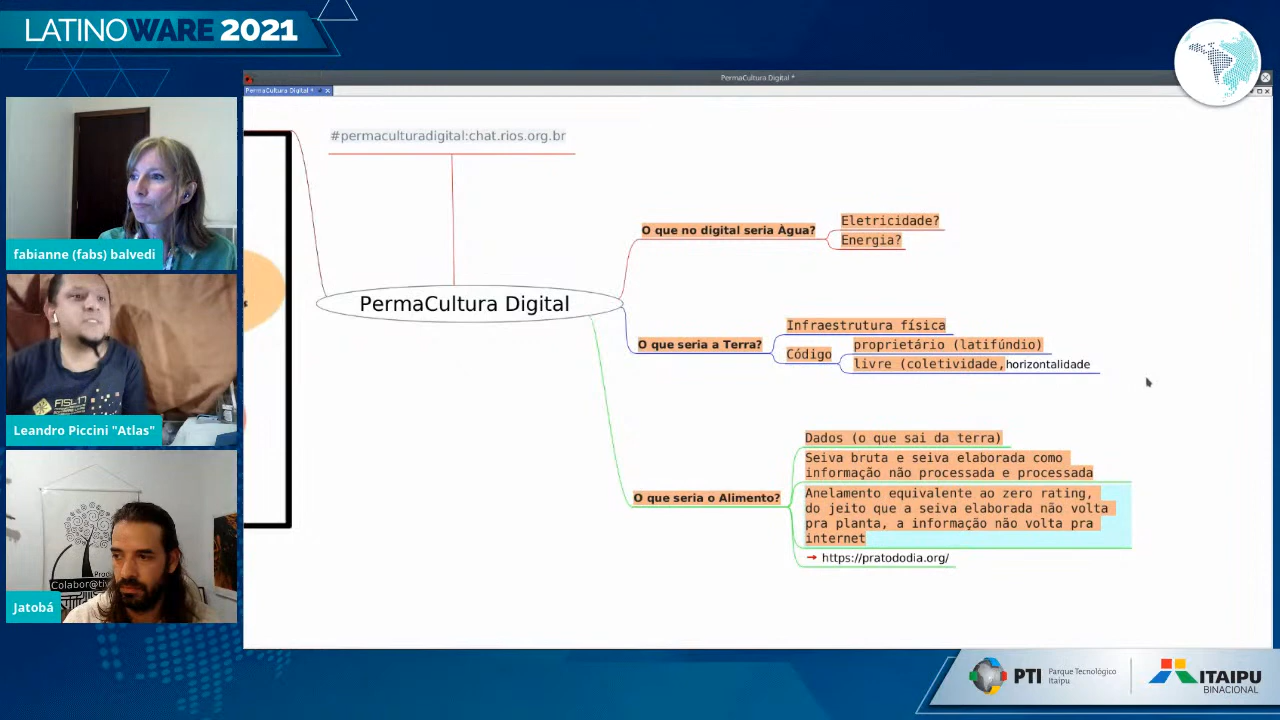 LATINOWARE 2021
PermaCultura Digital *
PermaCultura Digital *
#permaculturadigital:chat.rios.org.br
fabianne (fabs) balvedi
O que no digital seria Água?
Eletricidade?
Energia?
PermaCultura Digital
O que seria a Terra?
Infraestrutura física
Código
proprietário (latifúndio)
livre (coletividade,horizontalidade
FISL17
Leandro Piccini "Atlas"
O que seria o Alimento?
Dados (o que sai da terra)
Seiva bruta e seiva elaborada como
informação não processada e processada
Anelamento equivalente ao zero rating,
do jeito que a seiva elaborada não volta
pra planta, a informação não volta pra
internet
→ https://pratododia.org/
Jatobá
PTI
Parque Tecnológico
Itaipu
ITAIPU
BINACIONAL